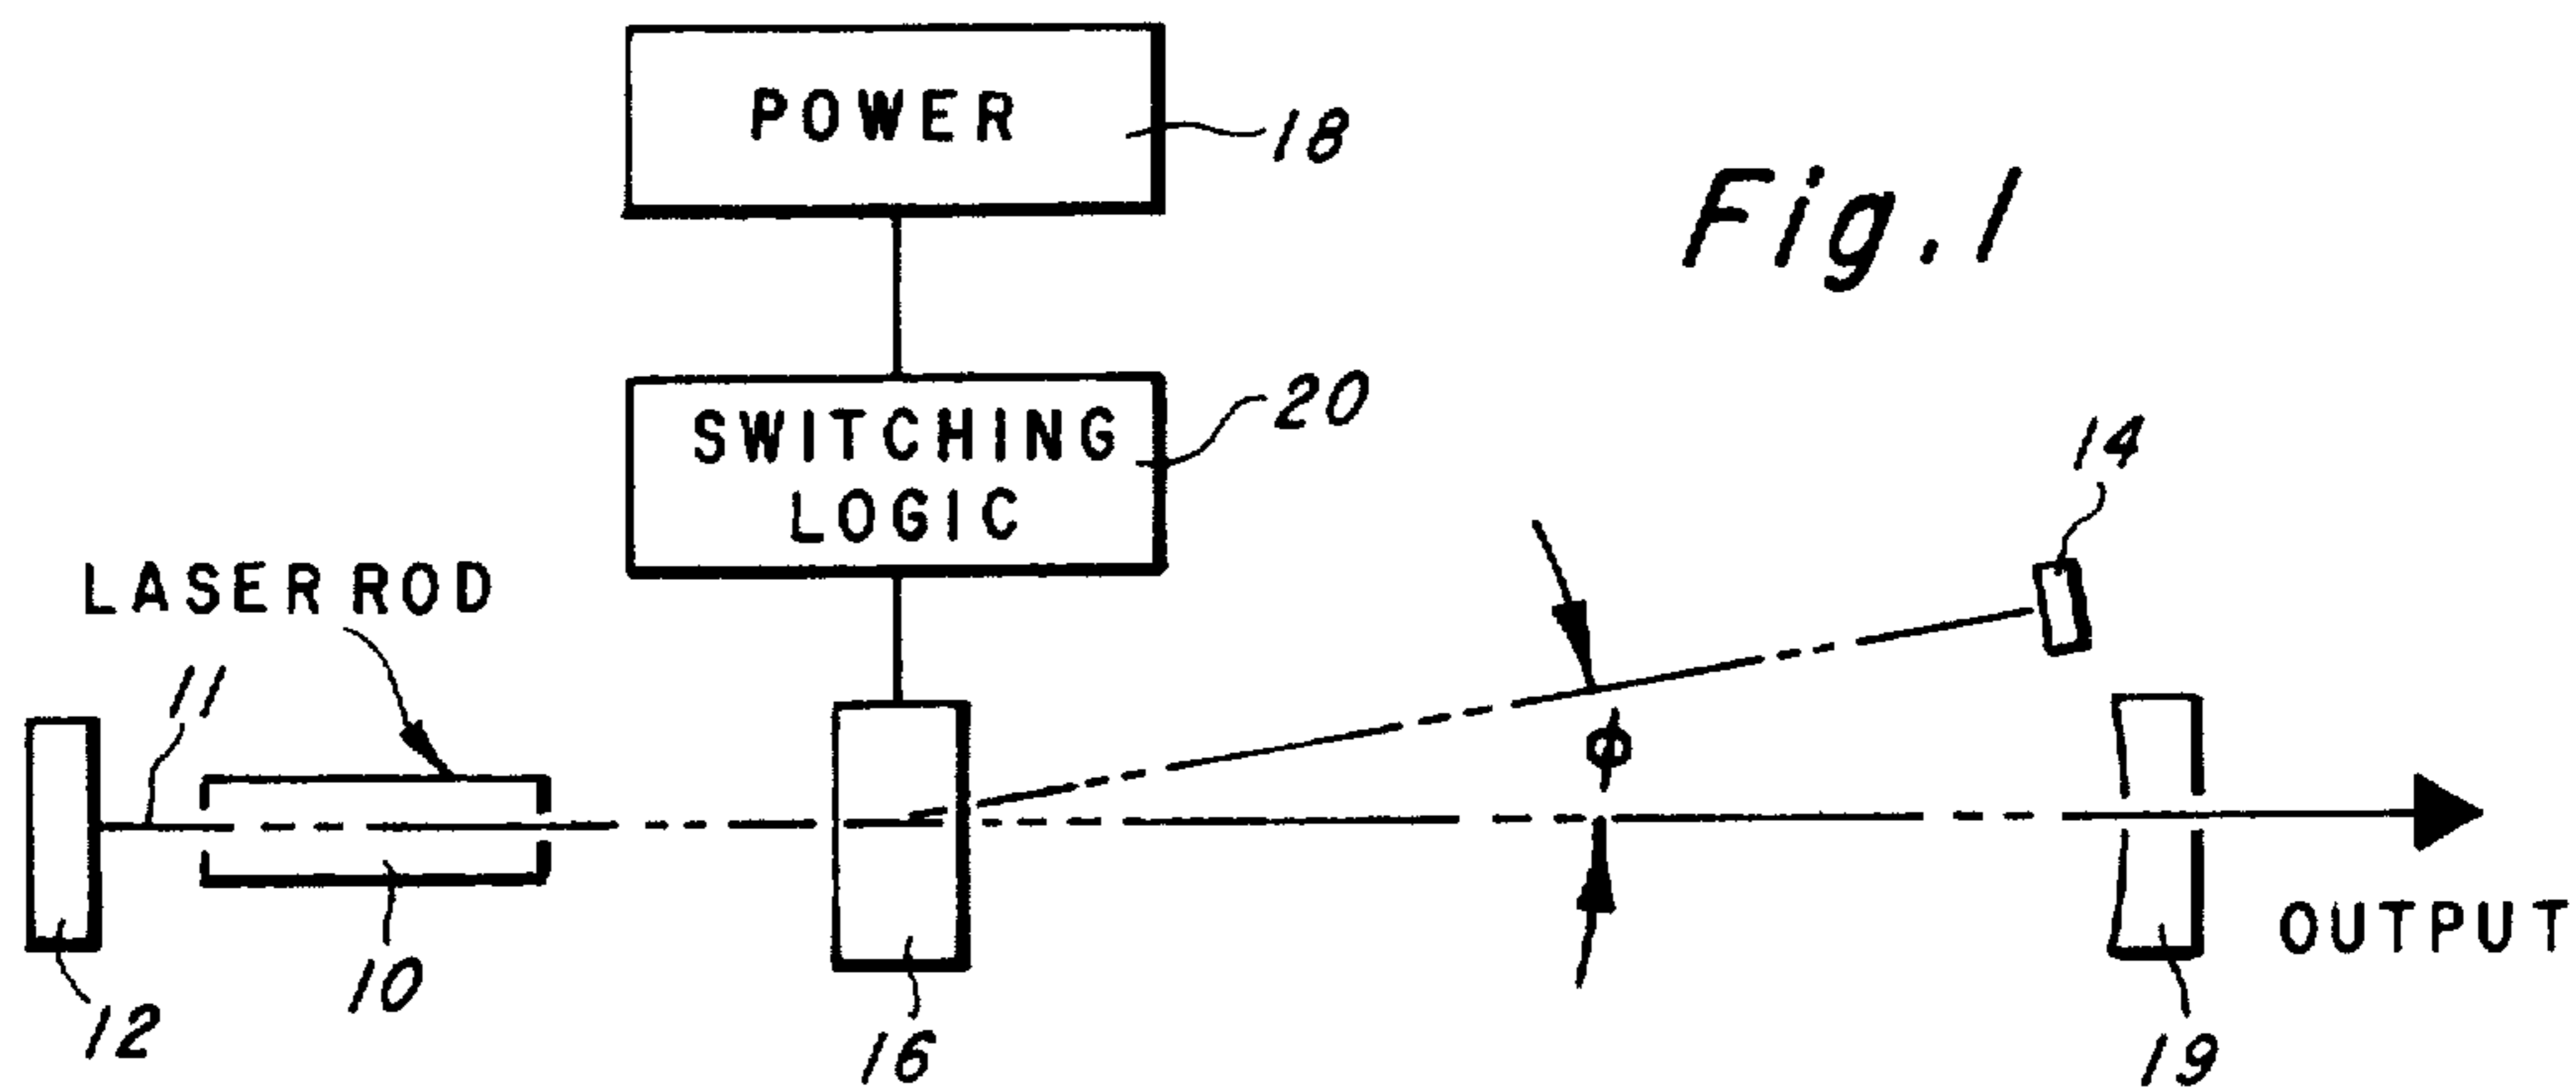 POWER
18
Fig. 1
SWITCHING
LOGIC
20
14
LASER ROD
11
ϕ
10
12
16
OUTPUT
19